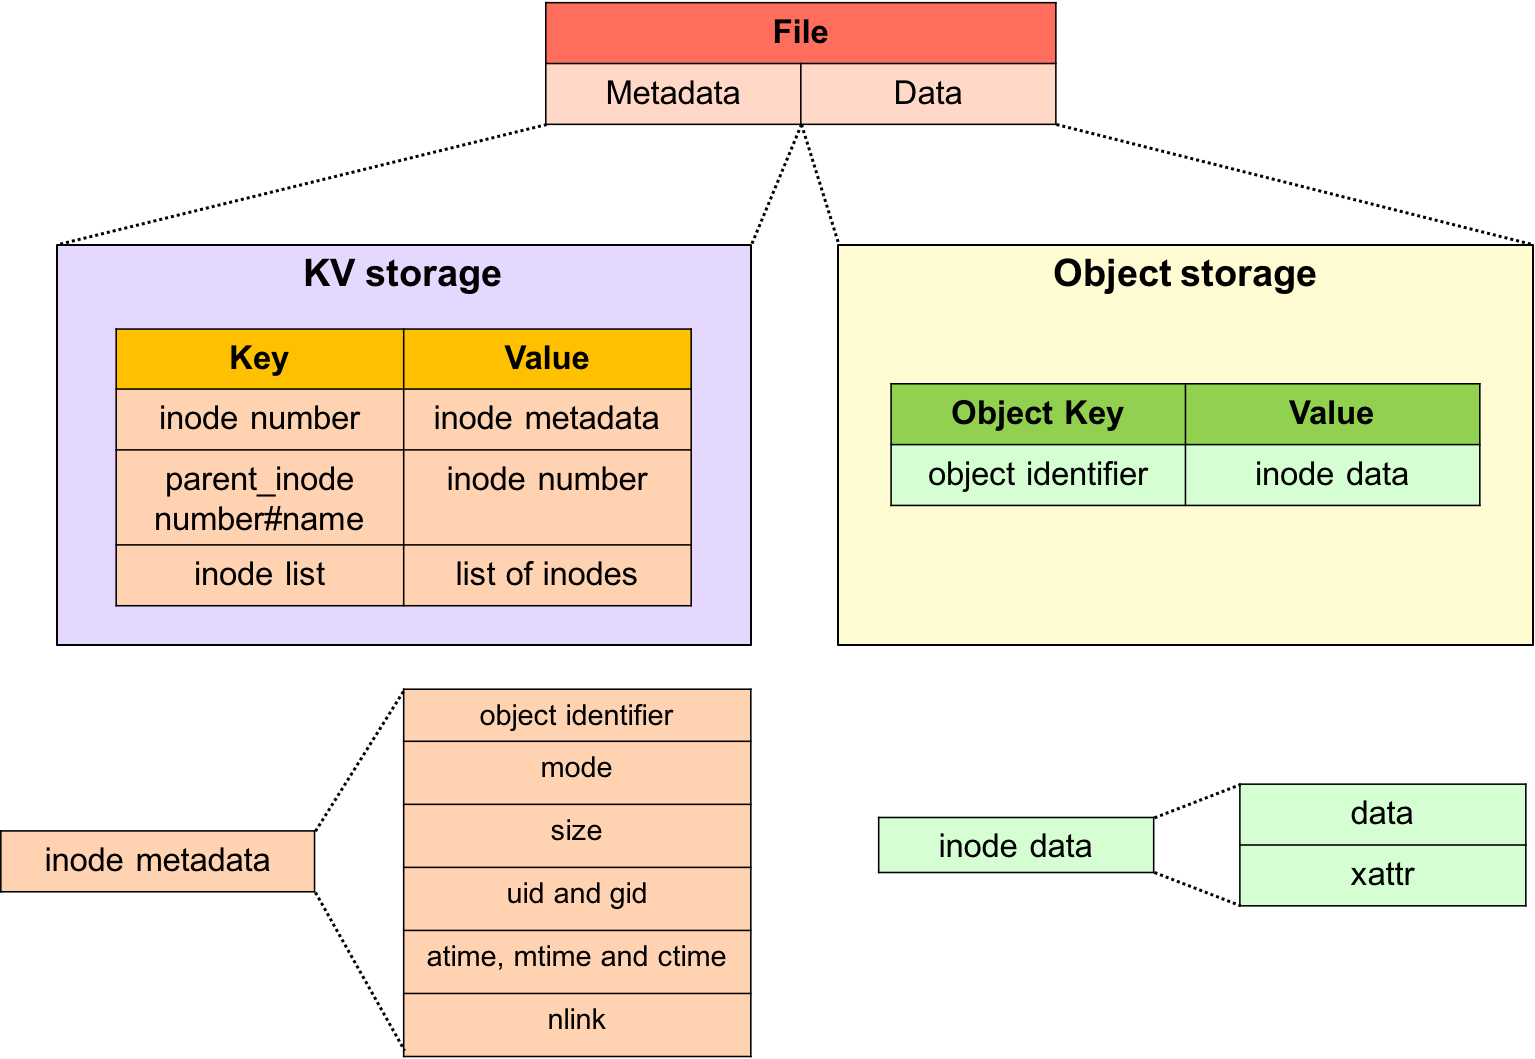 File
Metadata
Data
KV storage
Key
Value
inode number
inode metadata
parent_inode
number#name
inode number
inode list
list of inodes
Object storage
Object Key
Value
object identifier
inode data
inode metadata
object identifier
mode
size
uid and gid
atime, mtime and ctime
nlink
inode data
data
xattr